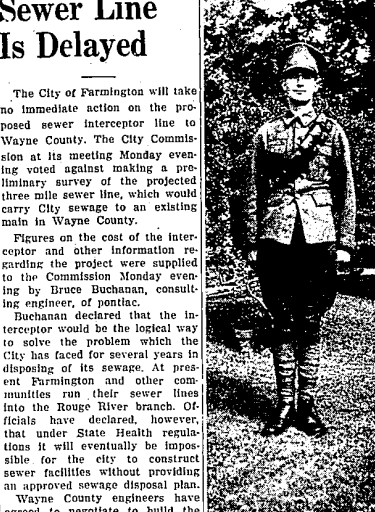 Sewer Line
Is Delayed
The City of Farmington will take
no immediate action on the pro-
posed sewer interceptor line to
Wayne County. The City Commis-
sion at its meeting Monday even-
ing voted against making a pre-
liminary survey of the projected
three mile sewer line, which would
carry City sewage to an existing
main in Wayne County.
Figures on the cost of the inter-
ceptor and other information re-
garding the project were supplied
to the Commission Monday even-
ing by Bruce Buchanan, consult-
ing engineer, of pontiac.
Buchanan declared that the in-
terceptor would be the logical way
to solve the problem which the
City has faced for several years in
disposing of its sewage. At pres-
ent Farmington and other com-
munities run their sewer lines
into the Rouge River branch. Of-
ficials have declared, however,
that under State Health regula-
tions it will eventually be impos-
sible for the city to construct
sewer facilities without providing
an approved sewage disposal plan.
Wayne County engineers have
agreed to negotiate to build the